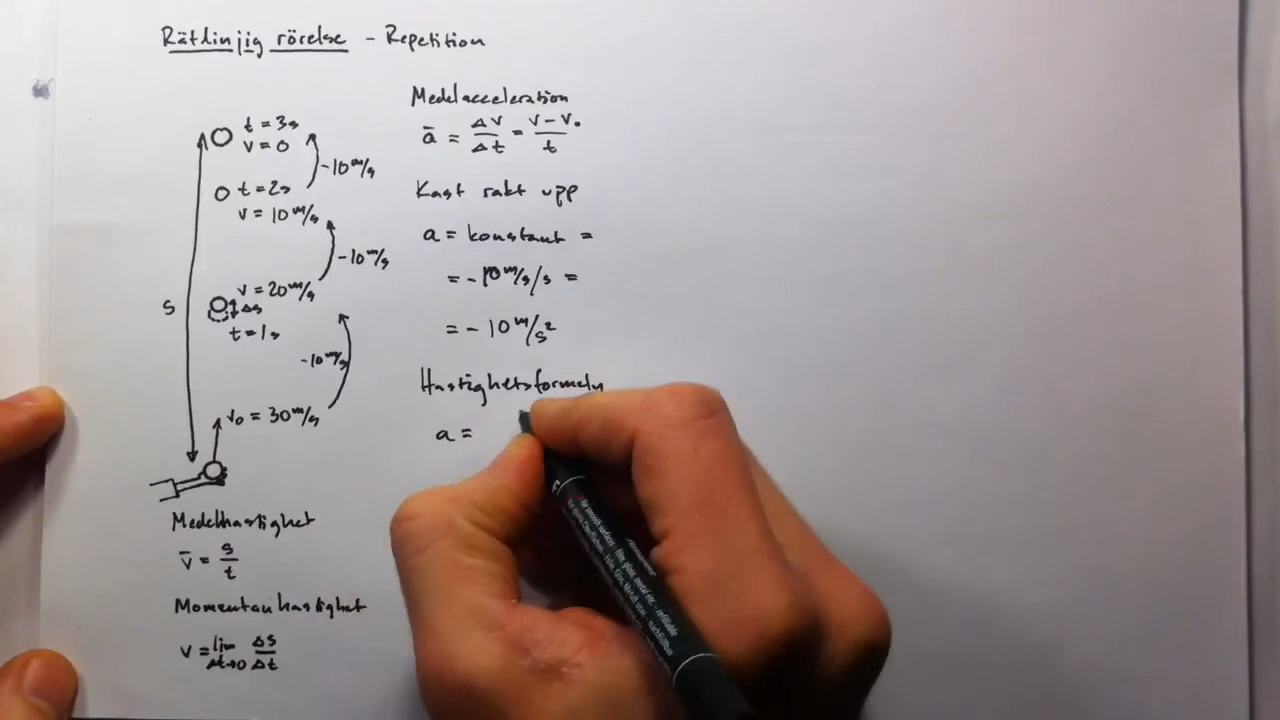 Rätlinjig rörelse - Repetition
t = 3s
v = 0
-10 m/s
t = 2s
v = 10 m/s
-10 m/s
v = 20 m/s
Δs
t = 1s
s
-10 m/s
v₀ = 30 m/s
Medelhastighet
v̄ = s/t
Momentanhastighet
v = lim Δs/Δt
Δt→0
Medelacceleration
ā = Δv/Δt = v-v₀/t
Kast rakt upp
a = konstant =
= -10 m/s/s =
= -10 m/s²
Hastighetsformeln
a =